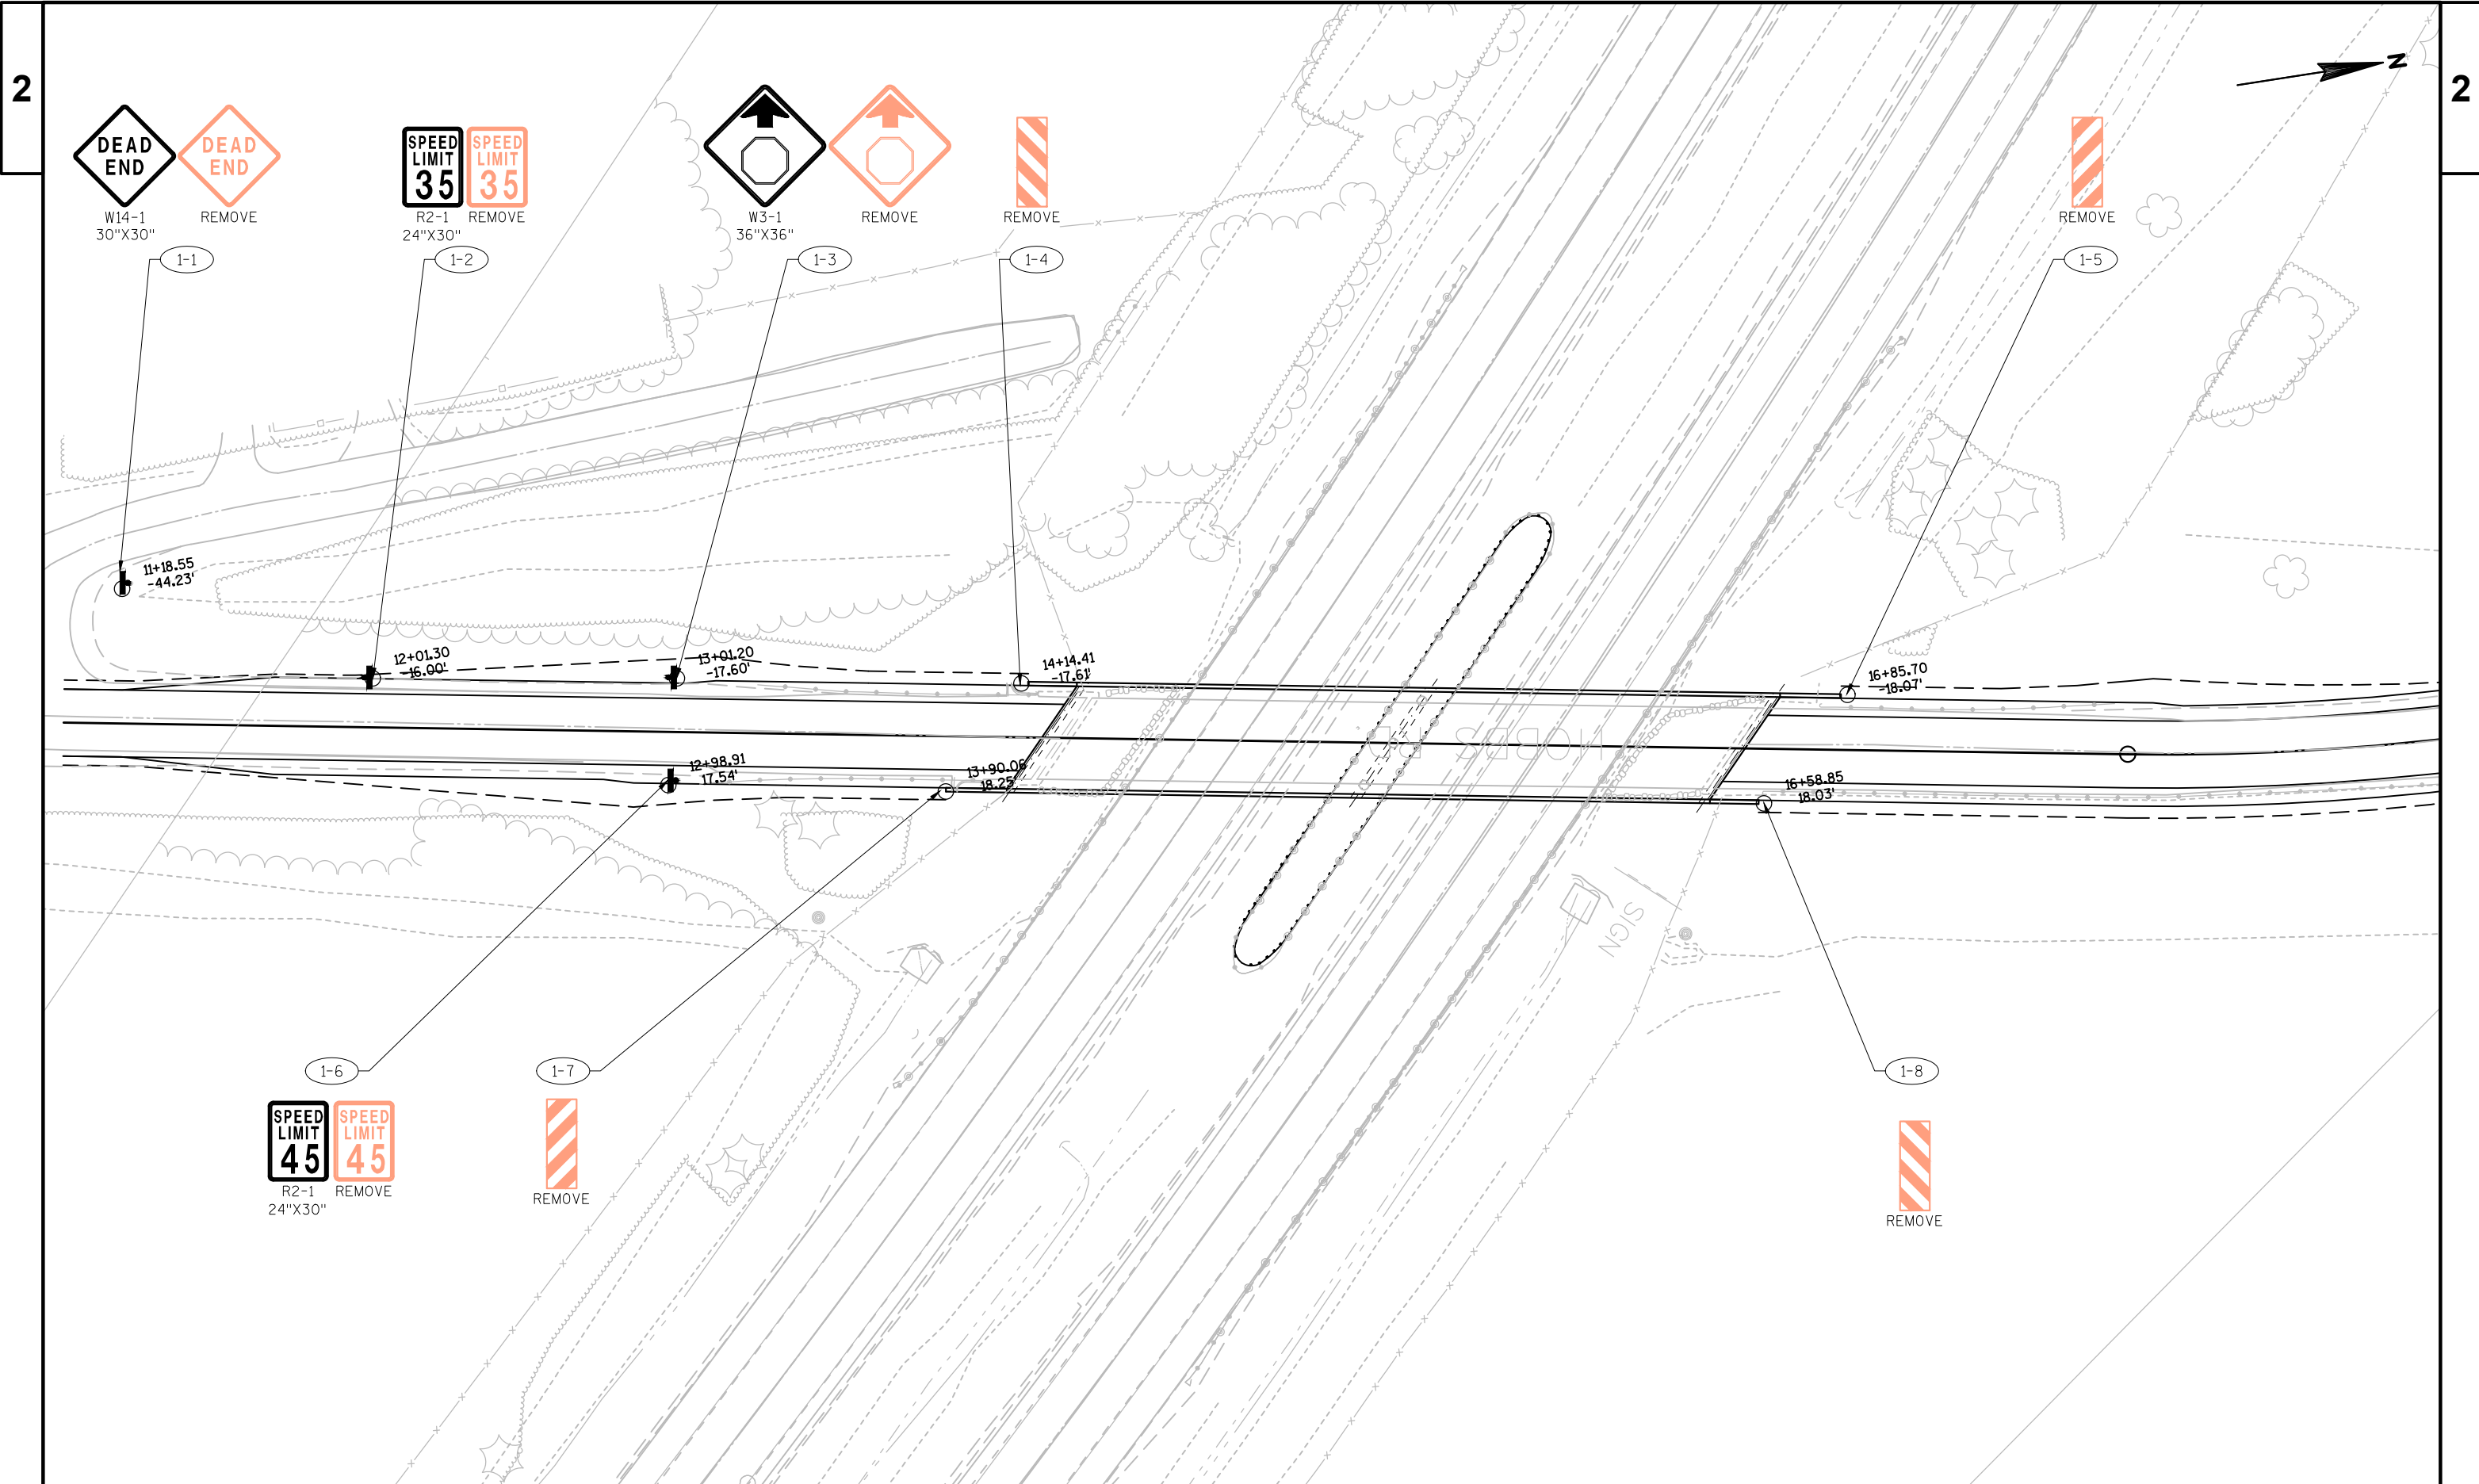 2
2
N
DEAD
END
DEAD
END
W14-1
30"X30"
REMOVE
1-1
SPEED
LIMIT
35
SPEED
LIMIT
35
R2-1
24"X30"
REMOVE
1-2
W3-1
36"X36"
REMOVE
1-3
REMOVE
1-4
REMOVE
1-5
11+18.55
-44.23'
12+01.30
-16.00'
13+01.20
-17.60'
14+14.41
-17.61'
16+85.70
-18.07'
HOBBS
12+98.91
17.54'
13+90.06
18.25'
16+58.85
18.03'
SIGN
1-6
SPEED
LIMIT
45
SPEED
LIMIT
45
R2-1
24"X30"
REMOVE
1-7
REMOVE
1-8
REMOVE